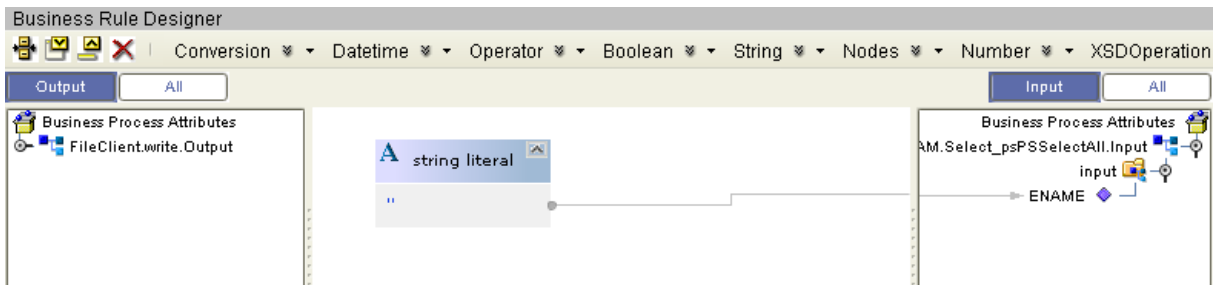 Business Rule Designer
Conversion Datetime Operator Boolean String Nodes Number XSDOperation
Output All Input All
Business Process Attributes
FileClient.write.Output
A string literal
''
Business Process Attributes
AM.Select_psPSSelectAll.Input
input
ENAME